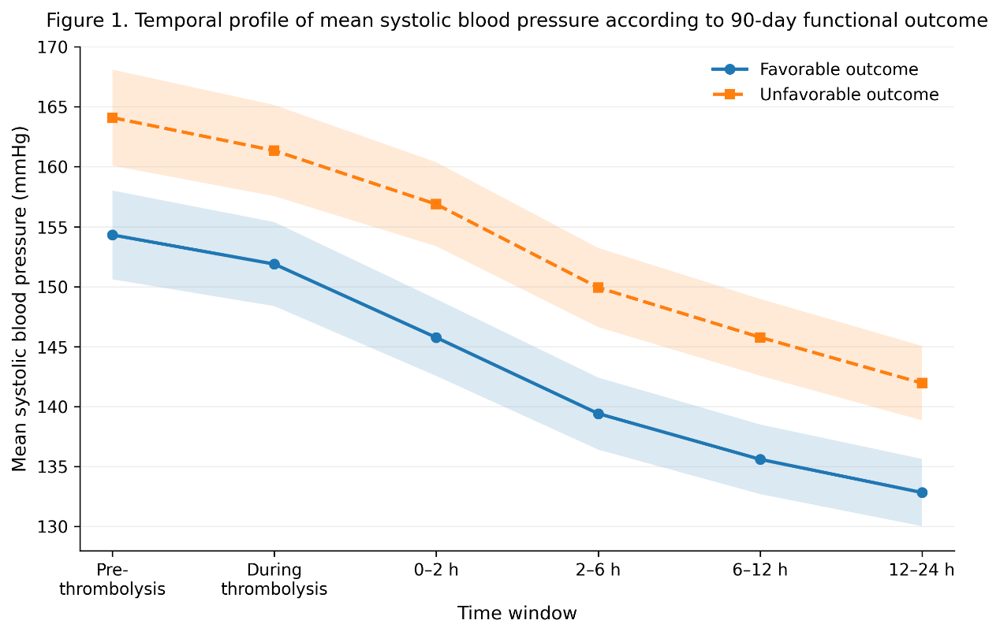 Figure 1. Temporal profile of mean systolic blood pressure according to 90-day functional outcome
Favorable outcome
Unfavorable outcome
Mean systolic blood pressure (mmHg)
170
165
160
155
150
145
140
135
130
Pre-
thrombolysis
During
thrombolysis
0–2 h
2–6 h
6–12 h
12–24 h
Time window